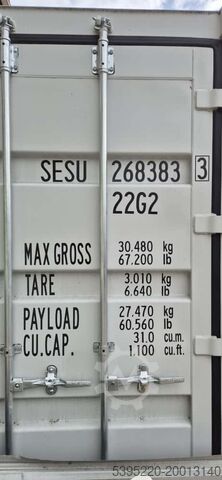 SESU 268383 3
22G2
MAX GROSS 30.480 kg
67.200 lb
TARE 3.010 kg
6.640 lb
PAYLOAD 27.470 kg
60.560 lb
CU.CAP. 31.0 cu.m.
1.100 cu.ft.
5395220-20013140